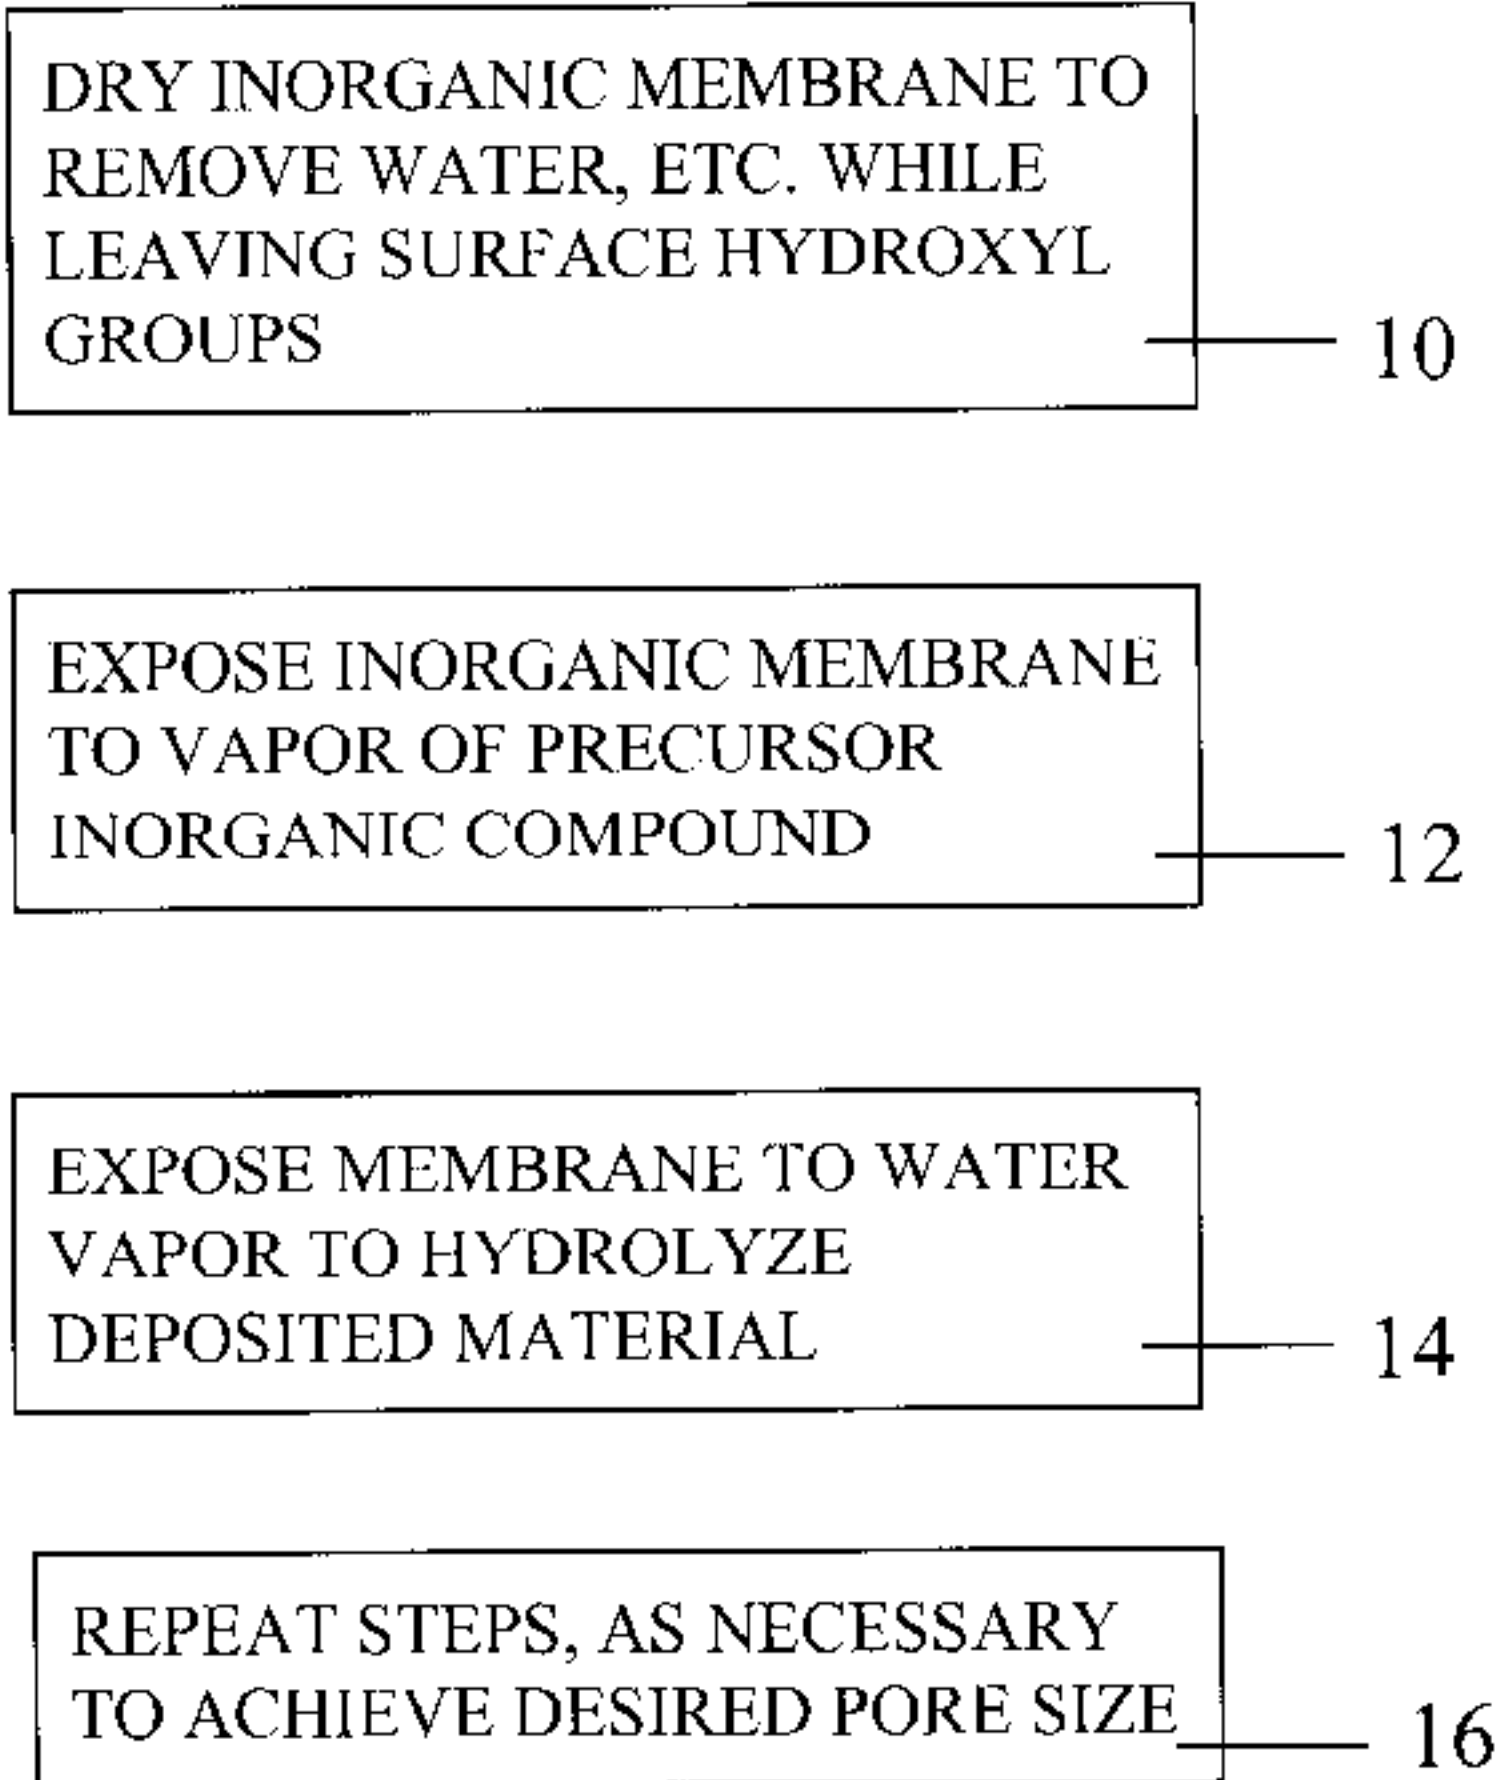 DRY INORGANIC MEMBRANE TO
REMOVE WATER, ETC. WHILE
LEAVING SURFACE HYDROXYL
GROUPS
10
EXPOSE INORGANIC MEMBRANE
TO VAPOR OF PRECURSOR
INORGANIC COMPOUND
12
EXPOSE MEMBRANE TO WATER
VAPOR TO HYDROLYZE
DEPOSITED MATERIAL
14
REPEAT STEPS, AS NECESSARY
TO ACHIEVE DESIRED PORE SIZE
16